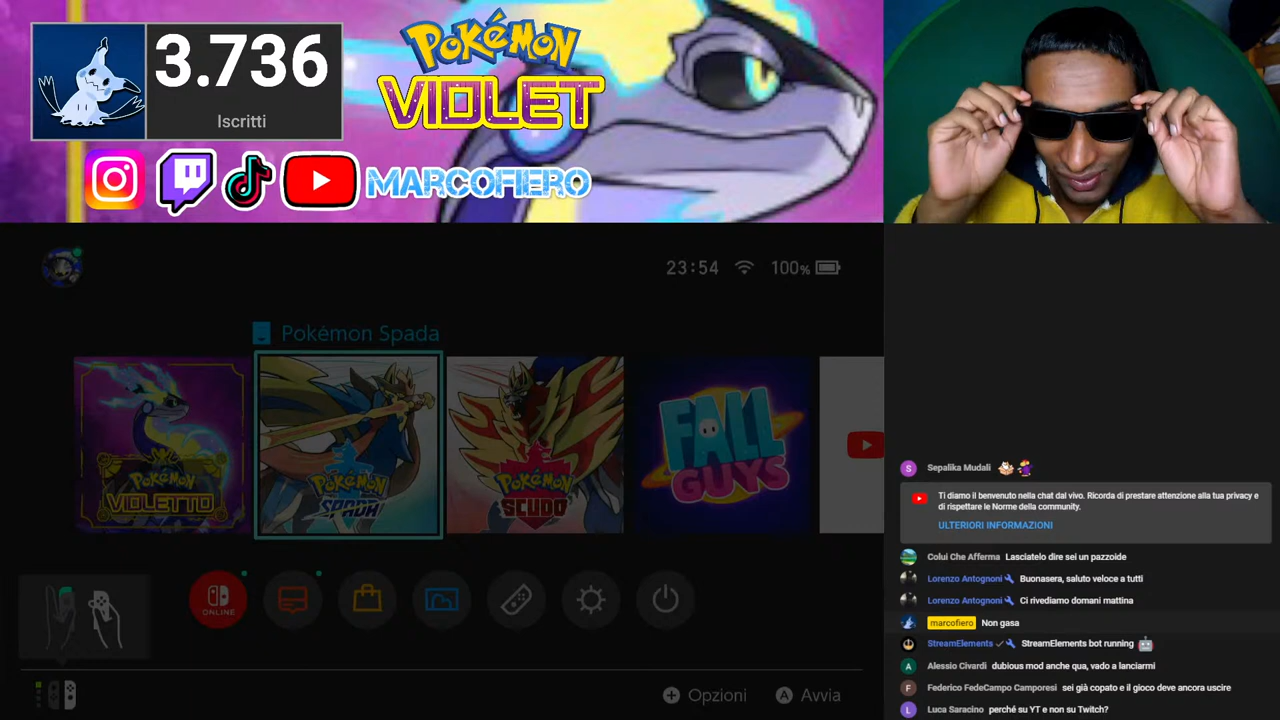 3.736
Iscritti
POKÉMON
VIOLET
MARCOFIERO
23:54
100%
Pokémon Spada
POKÉMON
VIOLETTO
POKÉMON
SPADA
POKÉMON
SCUDO
FALL
GUYS
ONLINE
Opzioni
A Avvia
S Sepalika Mudali
Ti diamo il benvenuto nella chat dal vivo. Ricorda di prestare attenzione alla tua privacy e
di rispettare le Norme della community.
ULTERIORI INFORMAZIONI
Colui Che Afferma Lasciatelo dire sei un pazzoide
Lorenzo Antognoni Buonasera, saluto veloce a tutti
Lorenzo Antognoni Ci rivediamo domani mattina
marcofiero Non gasa
StreamElements StreamElements bot running
A Alessio Civardi dubious mod anche qua, vado a lanciarmi
F Federico FedeCampo Camporesi sei già copato e il gioco deve ancora uscire
L Luca Saracino perché su YT e non su Twitch?